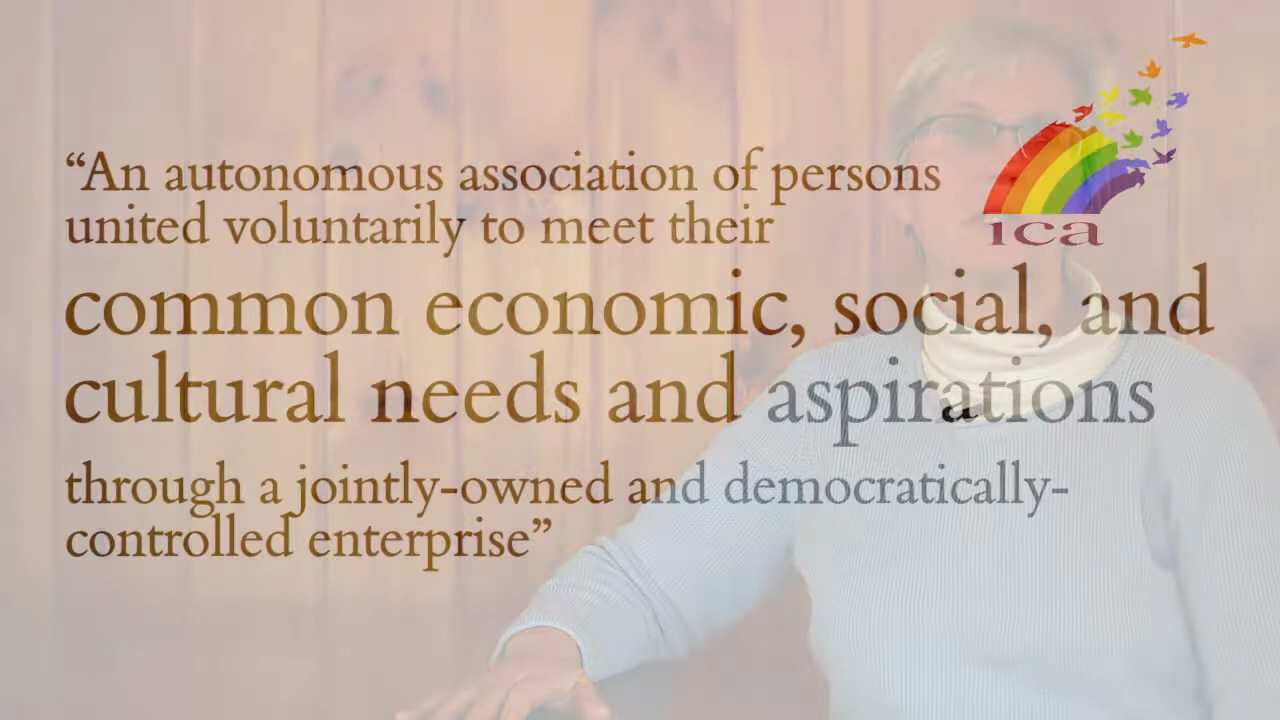 “An autonomous association of persons
united voluntarily to meet their
ica
common economic, social, and
cultural needs and aspirations
through a jointly-owned and democratically-
controlled enterprise”